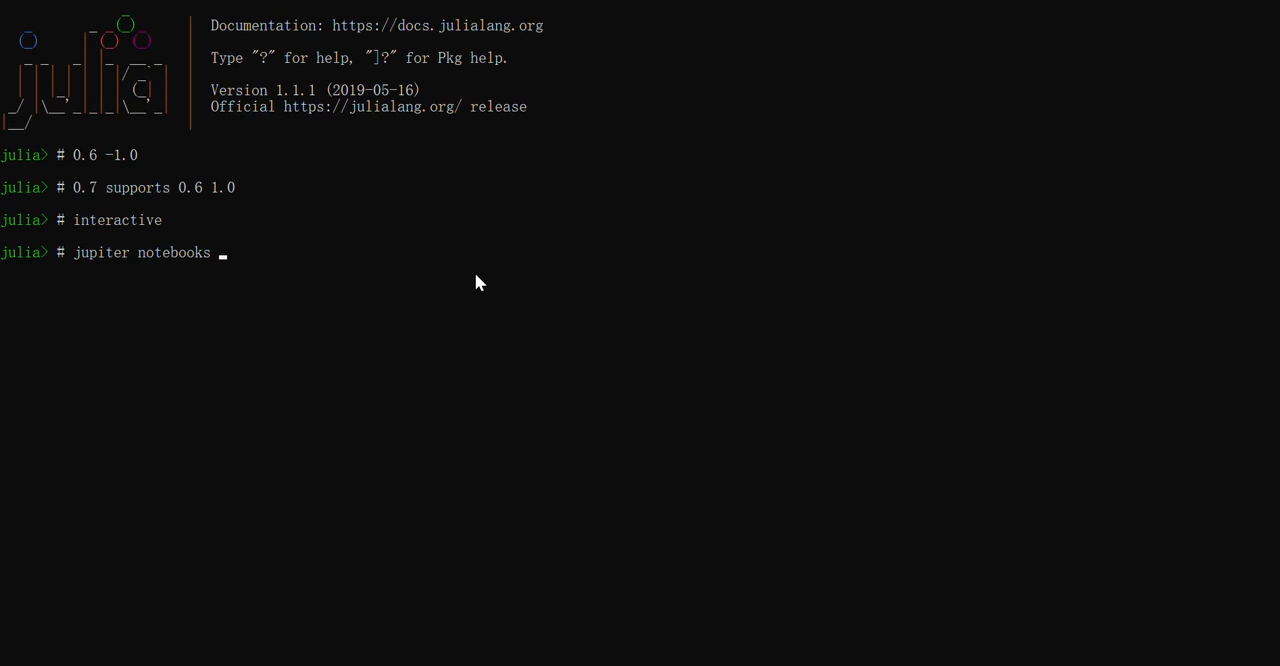 julia
Documentation: https://docs.julialang.org
Type "?" for help, "]?" for Pkg help.
Version 1.1.1 (2019-05-16)
Official https://julialang.org/ release
julia> # 0.6 -1.0
julia> # 0.7 supports 0.6 1.0
julia> # interactive
julia> # jupiter notebooks